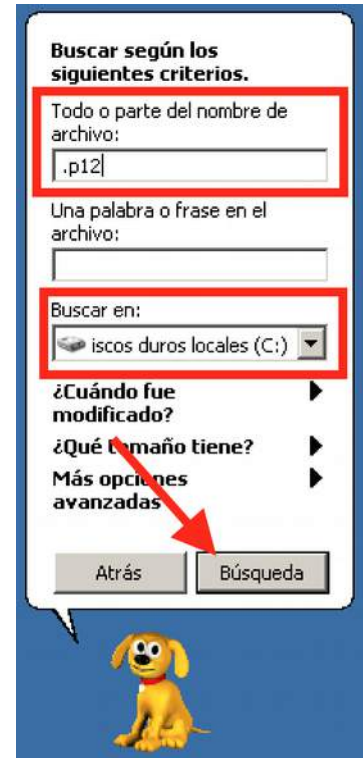 Buscar según los
siguientes criterios.
Todo o parte del nombre de
archivo:
.p12
Una palabra o frase en el
archivo:
Buscar en:
iscos duros locales (C:)
¿Cuándo fue
modificado?
¿Qué tamaño tiene?
Más opciones
avanzadas
Atrás
Búsqueda